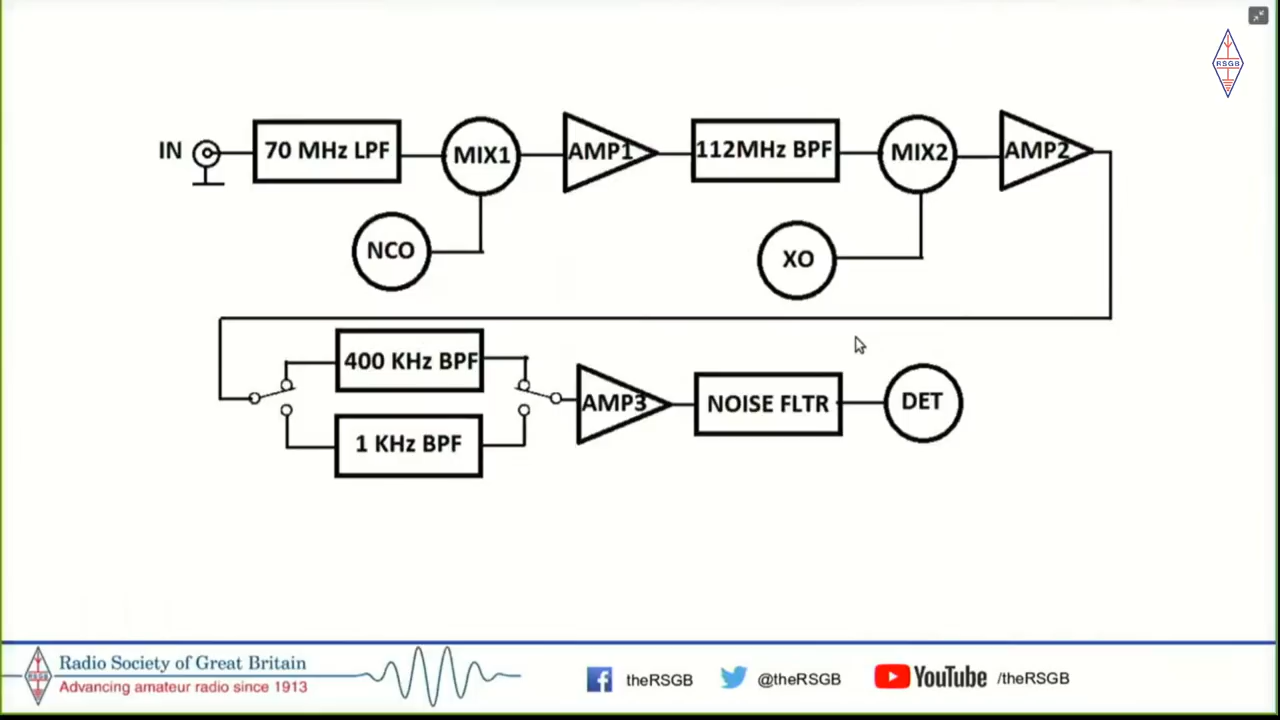 RSGB
IN
70 MHz LPF
MIX1
AMP1
112MHz BPF
MIX2
AMP2
NCO
XO
400 KHz BPF
AMP3
NOISE FLTR
DET
1 KHz BPF
RSGB
Radio Society of Great Britain
Advancing amateur radio since 1913
theRSGB
@theRSGB
YouTube /theRSGB